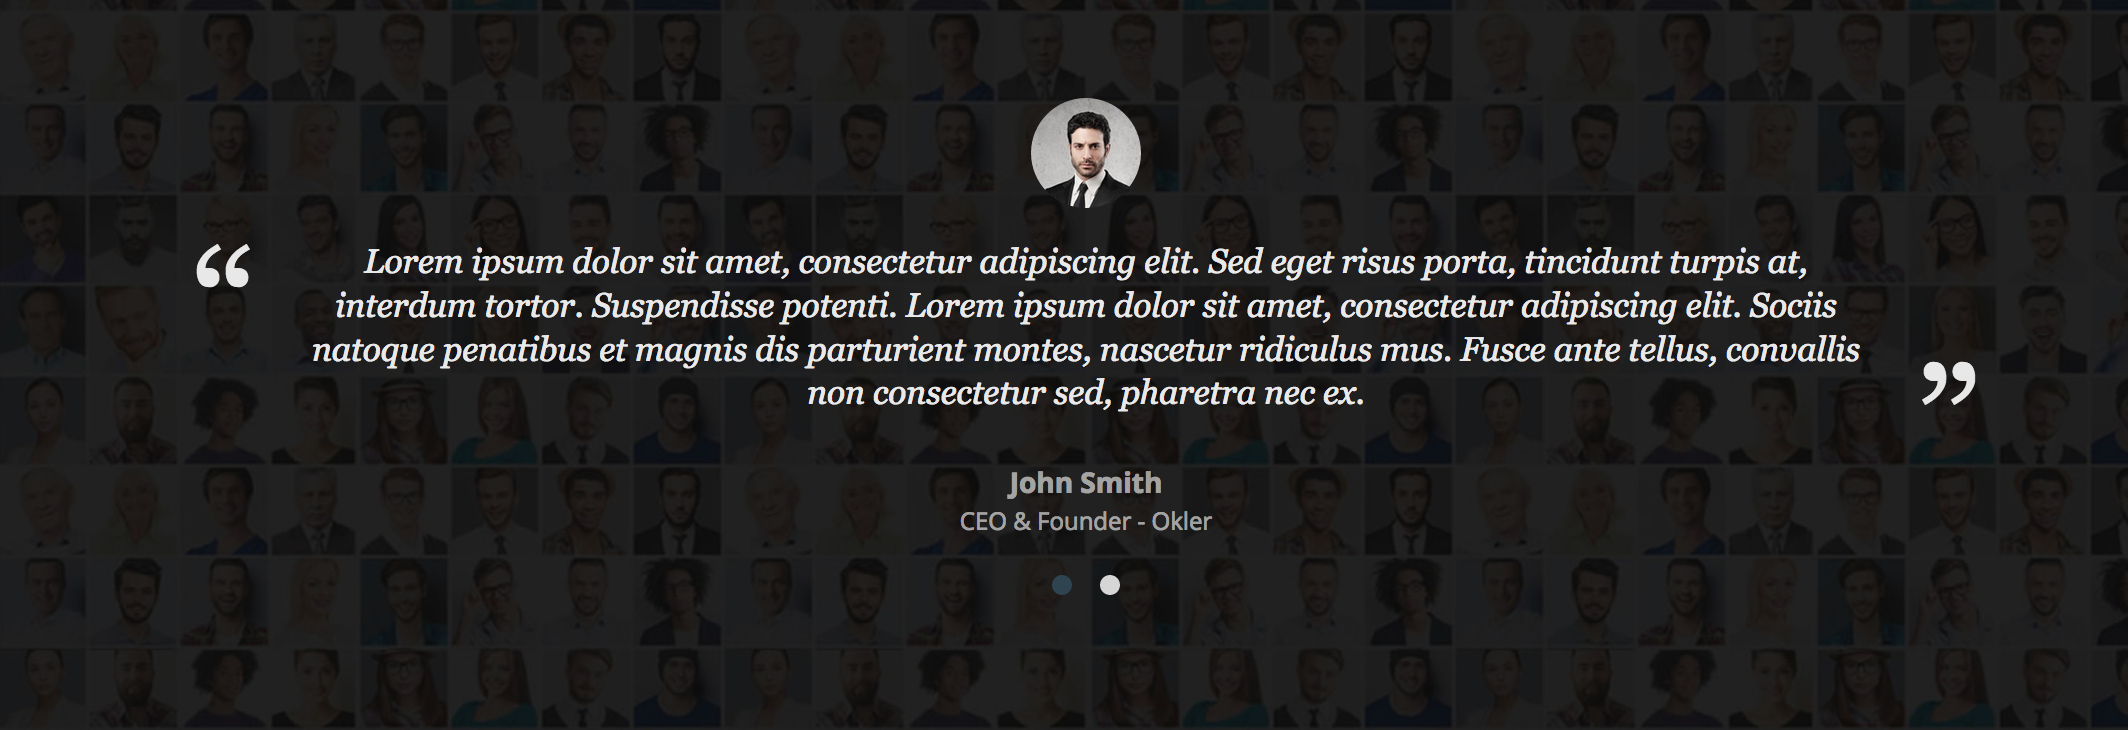 “ Lorem ipsum dolor sit amet, consectetur adipiscing elit. Sed eget risus porta, tincidunt turpis at,
interdum tortor. Suspendisse potenti. Lorem ipsum dolor sit amet, consectetur adipiscing elit. Sociis
natoque penatibus et magnis dis parturient montes, nascetur ridiculus mus. Fusce ante tellus, convallis
non consectetur sed, pharetra nec ex. ”
John Smith
CEO & Founder - Okler